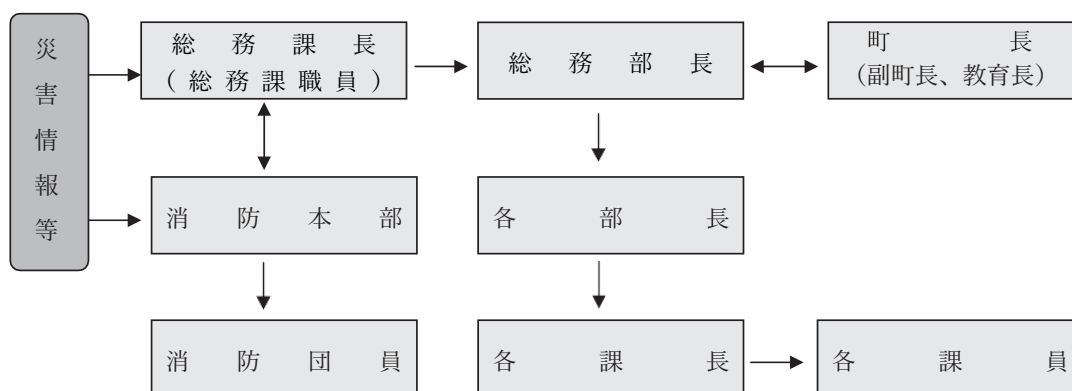 災害情報等
総務課長
(総務課職員)
総務部長
町長
(副町長、教育長)
消防本部
各部長
消防団員
各課長
各課員